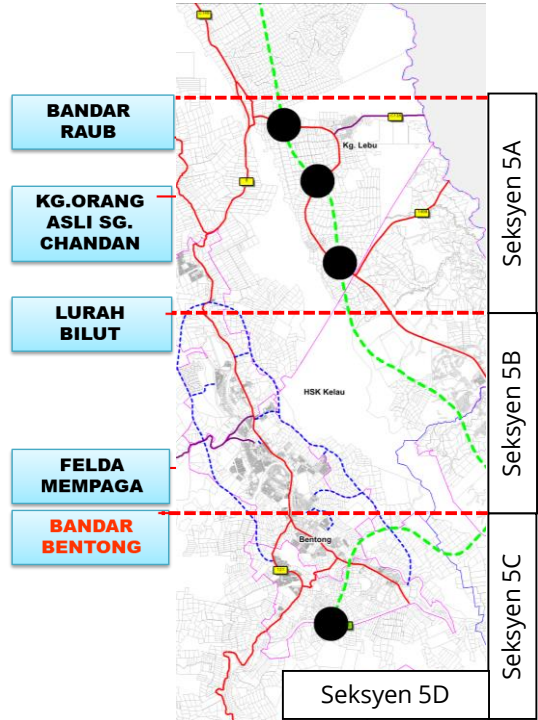 BANDAR
RAUB
Kg. Lebu
Seksyen 5A
KG.ORANG
ASLI SG.
CHANDAN
LURAH
BILUT
HSK Kelau
Seksyen 5B
FELDA
MEMPAGA
BANDAR
BENTONG
Bentong
Seksyen 5C
Seksyen 5D